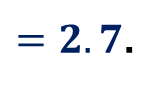 = 2.7.